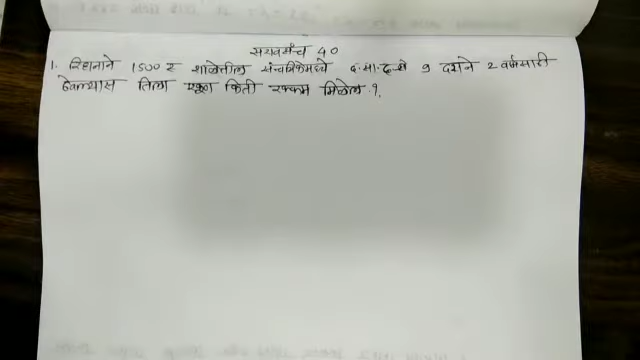 सरावसंच 40
1. रिहानाने 1500 ₹ शाळेतील संचयिकेमध्ये द.सा.द.शे 9 दराने 2 वर्षासाठी
ठेवल्यास तिला एकूण किती रक्कम मिळेल ?.